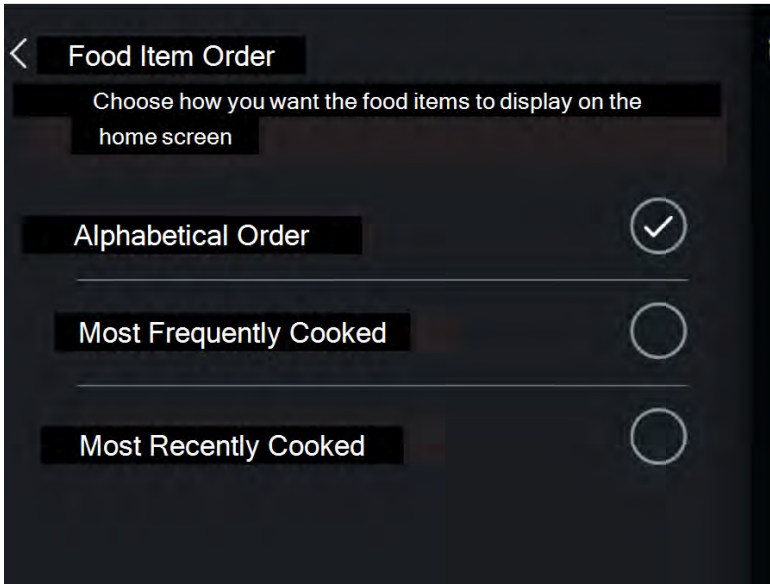 Food Item Order
Choose how you want the food items to display on the
home screen
Alphabetical Order
Most Frequently Cooked
Most Recently Cooked